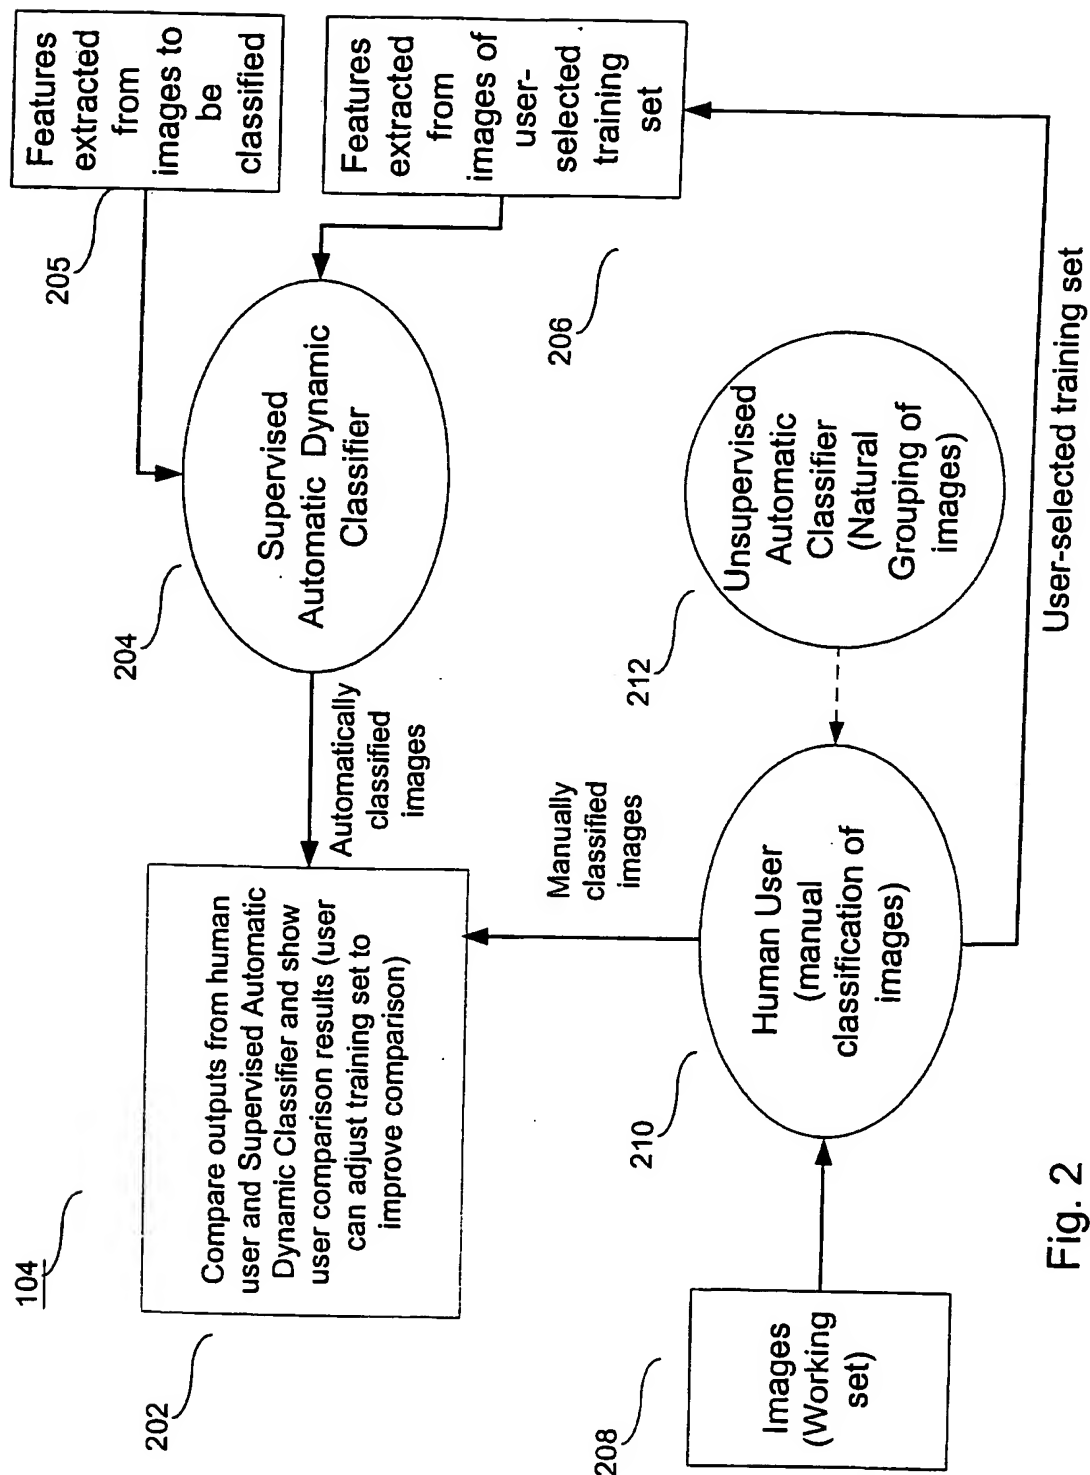 104
202
Compare outputs from human
user and Supervised Automatic
Dynamic Classifier and show
user comparison results (user
can adjust training set to
improve comparison)
Automatically
classified
images
204
Supervised
Automatic Dynamic
Classifier
205
Features
extracted
from
images to
be
classified
Features
extracted
from
images of
user-
selected
training
set
206
208
Images
(Working
set)
210
Human User
(manual
classification of
images)
Manually
classified
images
212
Unsupervised
Automatic
Classifier
(Natural
Grouping of
images)
User-selected training set
Fig. 2